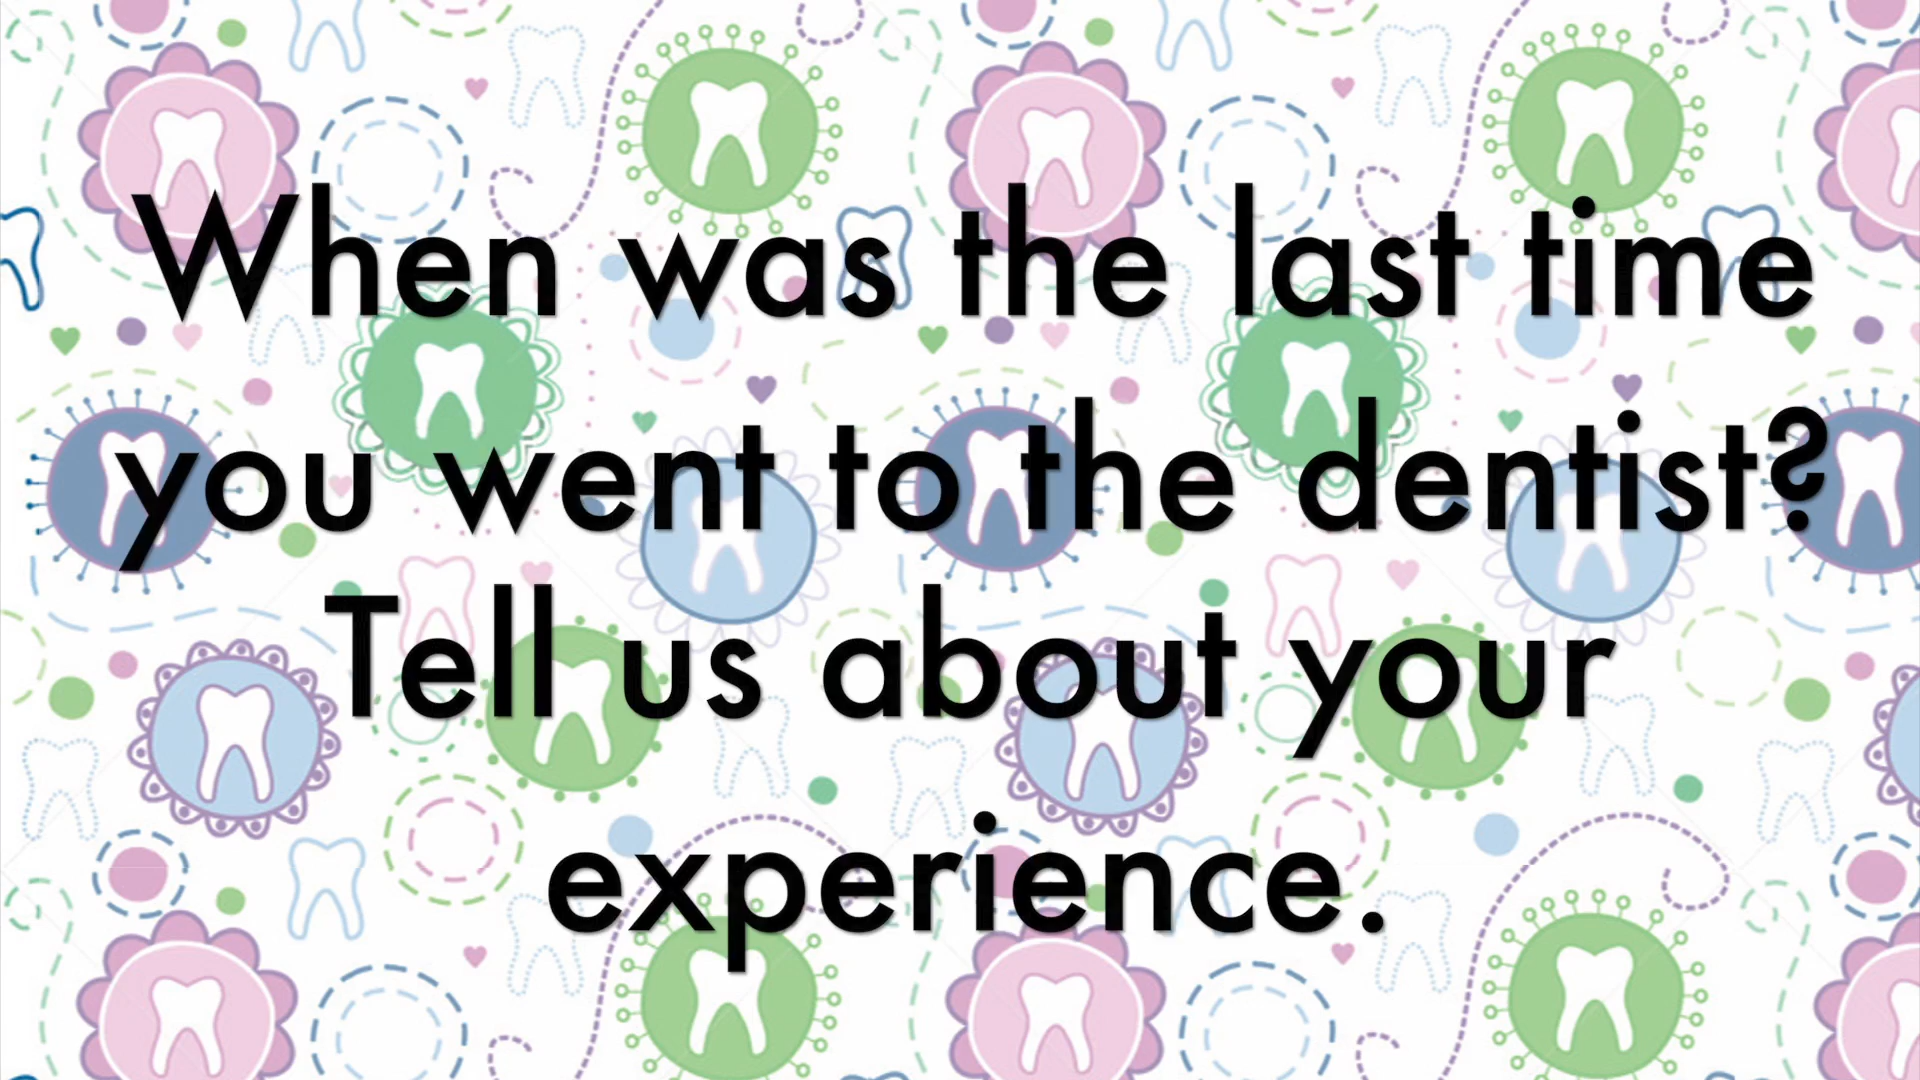 When was the last time
you went to the dentist?
Tell us about your
experience.